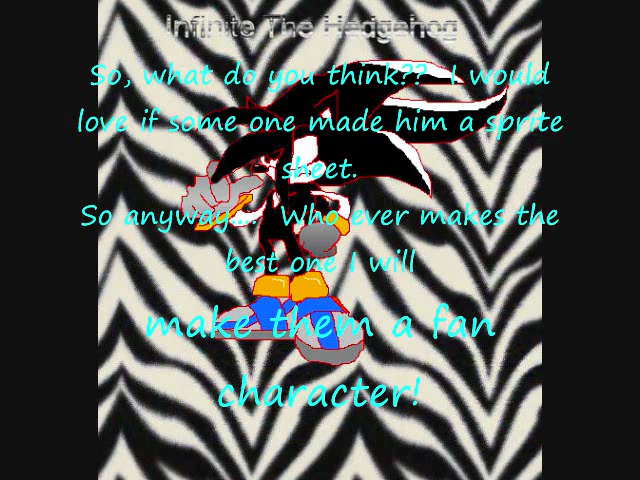 Infinite The Hedgehog
So, what do you think??  I would
love if some one made him a sprite
sheet.
So anyway....  Who ever makes the
best one I will
make them a fan
character!